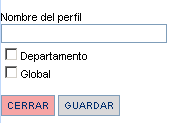 Nombre del perfil
Departamento
Global
CERRAR GUARDAR